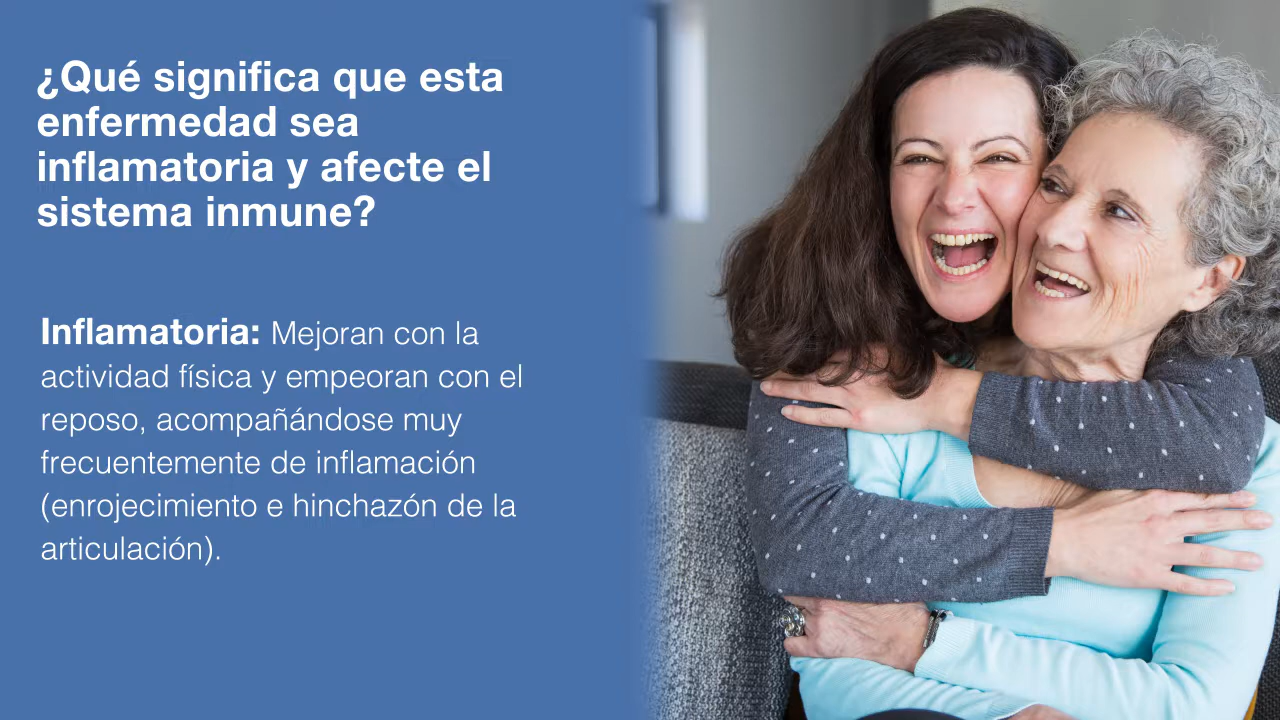 ¿Qué significa que esta
enfermedad sea
inflamatoria y afecte el
sistema inmune?
Inflamatoria: Mejoran con la
actividad física y empeoran con el
reposo, acompañándose muy
frecuentemente de inflamación
(enrojecimiento e hinchazón de la
articulación).